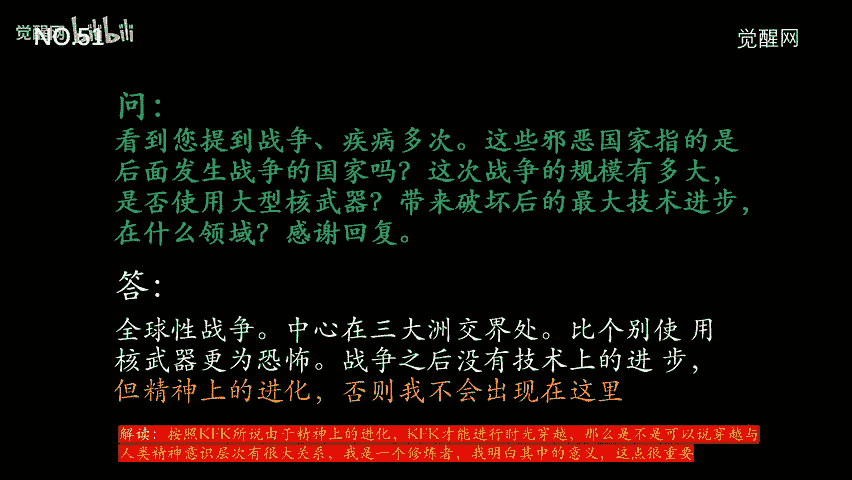 觉醒网 bilibili
NO.51
觉醒网
问：
看到您提到战争、疾病多次。这些邪恶国家指的是
后面发生战争的国家吗？这次战争的规模有多大，
是否使用大型核武器？带来破坏后的最大技术进步，
在什么领域？感谢回复。
答：
全球性战争。中心在三大洲交界处。比个别使 用
核武器更为恐怖。战争之后没有技术上的进 步，
但精神上的进化，否则我不会出现在这里
解读：按照KFK所说由于精神上的进化，KFK才能进行时光穿越，那么是不是可以说穿越与
人类精神意识层次有很大关系，我是一个修炼者，我明白其中的意义，这点很重要